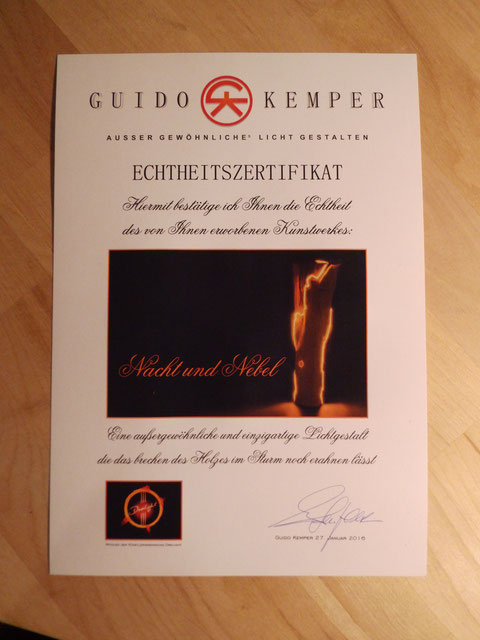 GUIDO KEMPER
AUSSER GEWÖHNLICHE® LICHT GESTALTEN
ECHTHEITSZERTIFIKAT
Hiermit bestätige ich Ihnen die Echtheit
des von Ihnen erworbenen Kunstwerkes:
Nacht und Nebel
Eine außergewöhnliche und einzigartige Lichtgestalt
die das brechen des Holzes im Sturm noch erahnen lässt
Guido Kemper 27. Januar 2016